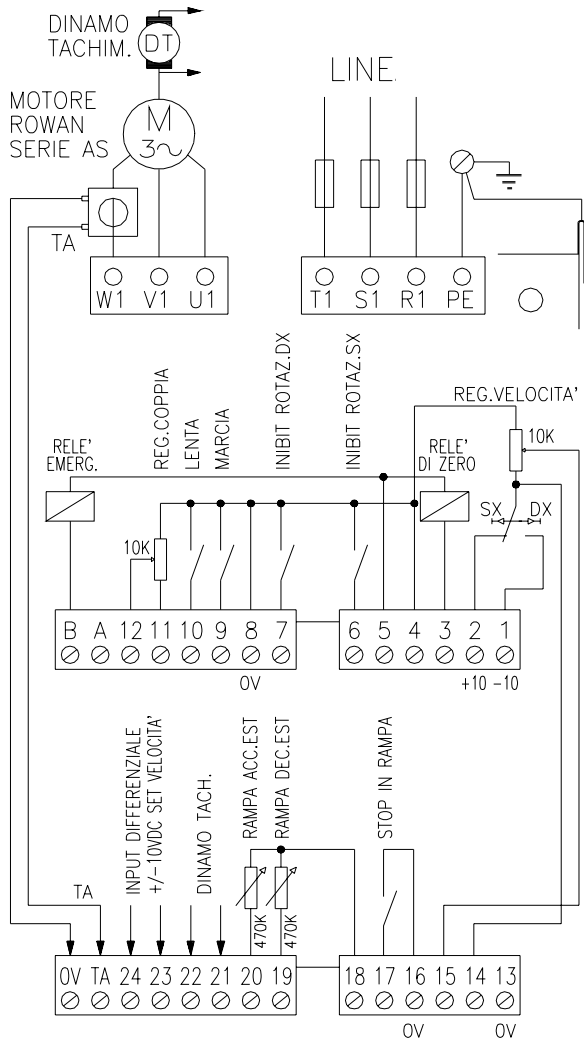 DINAMO
TACHIM.
DT
LINE.
MOTORE
ROWAN
SERIE AS
M
3~
TA
W1 V1 U1
T1 S1 R1 PE
REG.COPPIA
LENTA
MARCIA
INIBIT ROTAZ.DX
INIBIT ROTAZ.SX
REG.VELOCITA'
RELE'
EMERG.
RELE'
DI ZERO
10K
SX DX
10K
B A 12 11 10 9 8 7
6 5 4 3 2 1
0V
+10 -10
INPUT DIFFERENZIALE
+/-10VDC SET VELOCITA'
DINAMO TACH.
RAMPA ACC.EST
RAMPA DEC.EST
STOP IN RAMPA
TA
470K
470K
0V TA 24 23 22 21 20 19
18 17 16 15 14 13
0V
0V